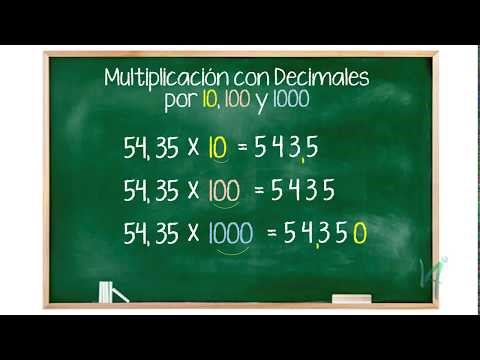 Multiplicación con Decimales
por 10, 100 y 1000
54,35 x 10 = 543,5
54,35 x 100 = 5435
54,35 x 1000 = 54,350